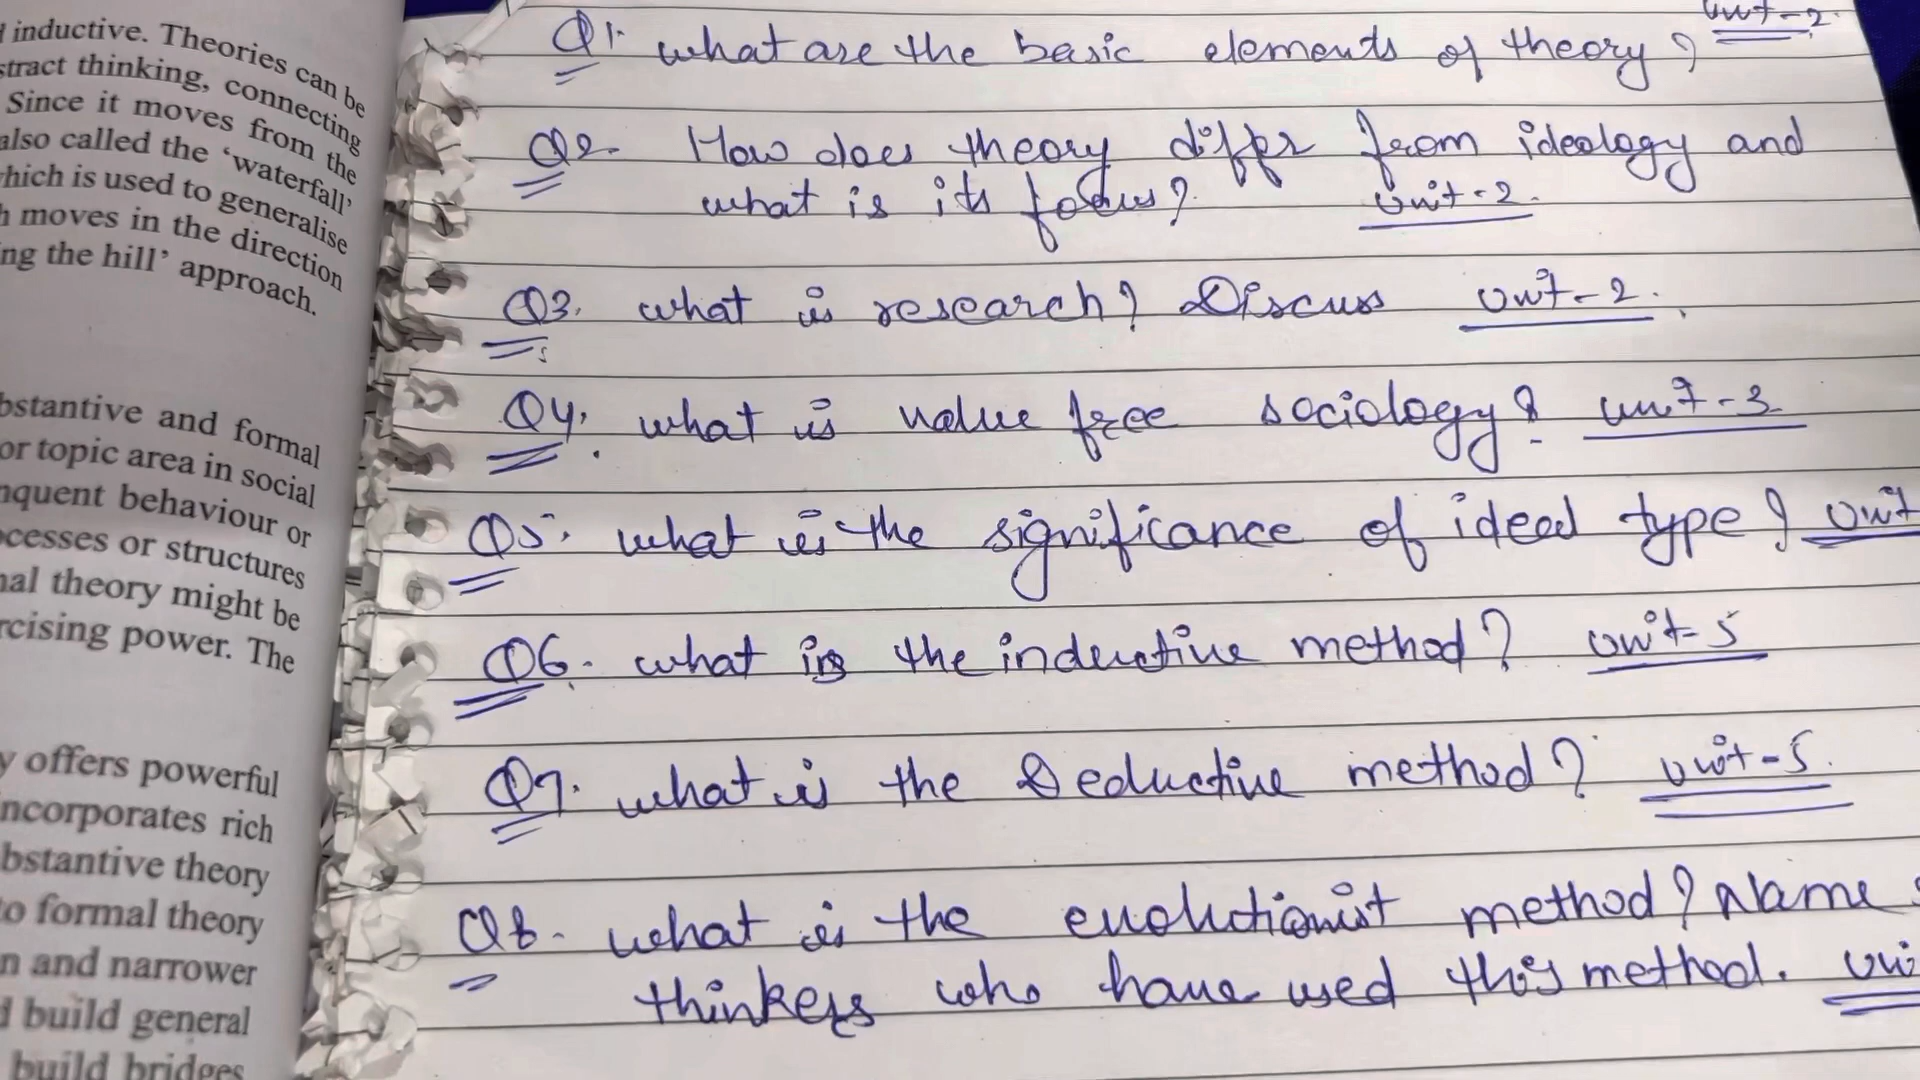 inductive. Theories can be
stract thinking, connecting
Since it moves from the
also called the 'waterfall'
which is used to generalise
h moves in the direction
ng the hill' approach.
bstantive and formal
or topic area in social
nquent behaviour or
ocesses or structures
nal theory might be
rcising power. The
y offers powerful
ncorporates rich
bstantive theory
to formal theory
n and narrower
d build general
build bridges
unit-2.
Q1. what are the basic elements of theory?
Q2. How does theory differ from ideology and
what is its focus? unit-2.
Q3. what is research? Discuss unit-2.
Q4. what is value free sociology? unit-3
Q5. what is the significance of ideal type? unit
Q6. what is the inductive method? unit-5
Q7. what is the Deductive method? unit-5.
Q8. what is the evolutionist method? Name
thinkers who have used this method. uni